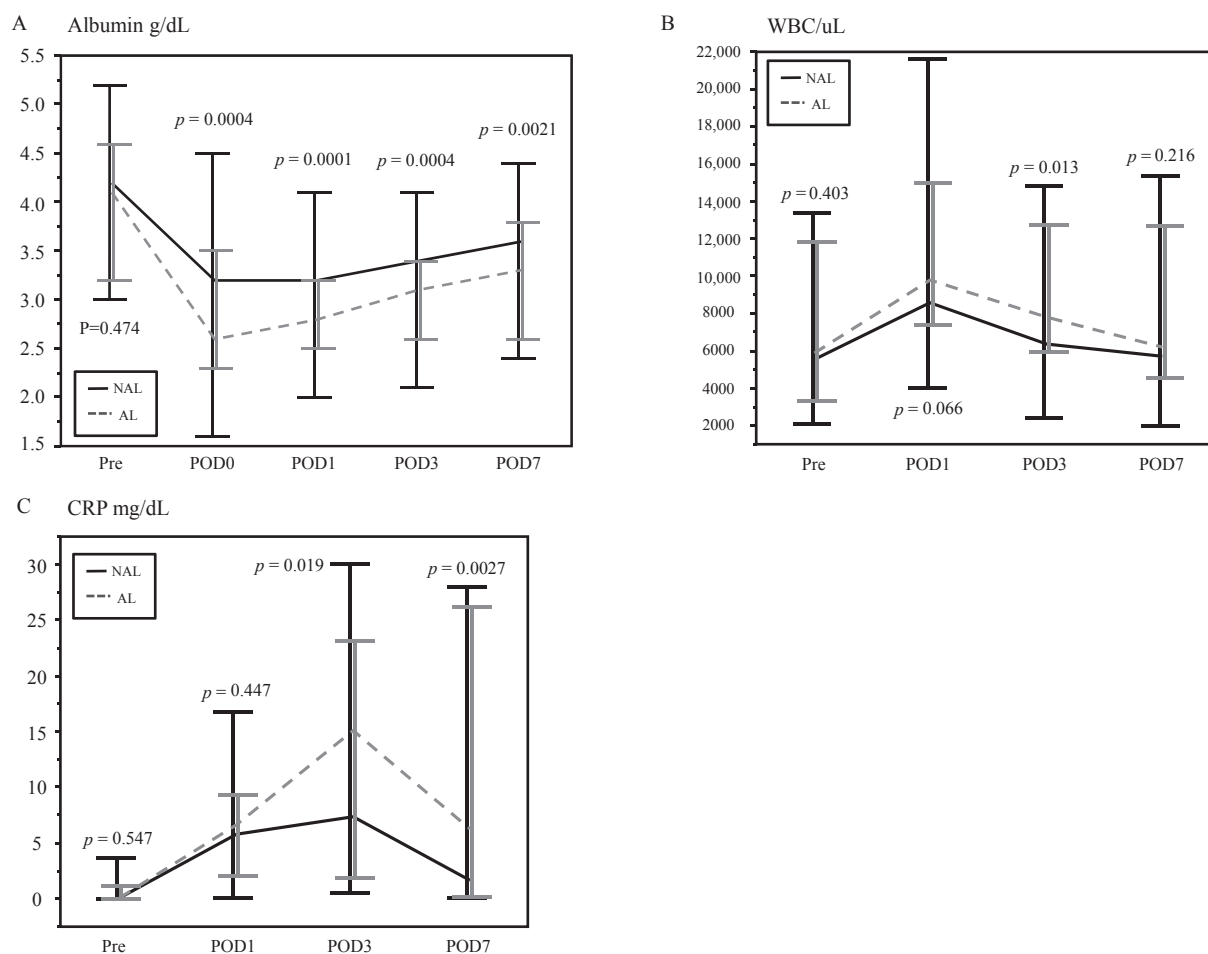 A Albumin g/dL
5.5
5.0
4.5
4.0
3.5
3.0
2.5
2.0
1.5
p = 0.0004
p = 0.0001
p = 0.0004
p = 0.0021
P=0.474
NAL
AL
Pre POD0 POD1 POD3 POD7
B WBC/uL
22,000
20,000
18,000
16,000
14,000
12,000
10,000
8000
6000
4000
2000
NAL
AL
p = 0.403
p = 0.066
p = 0.013
p = 0.216
Pre POD1 POD3 POD7
C CRP mg/dL
30
25
20
15
10
5
0
NAL
AL
p = 0.547
p = 0.447
p = 0.019
p = 0.0027
Pre POD1 POD3 POD7